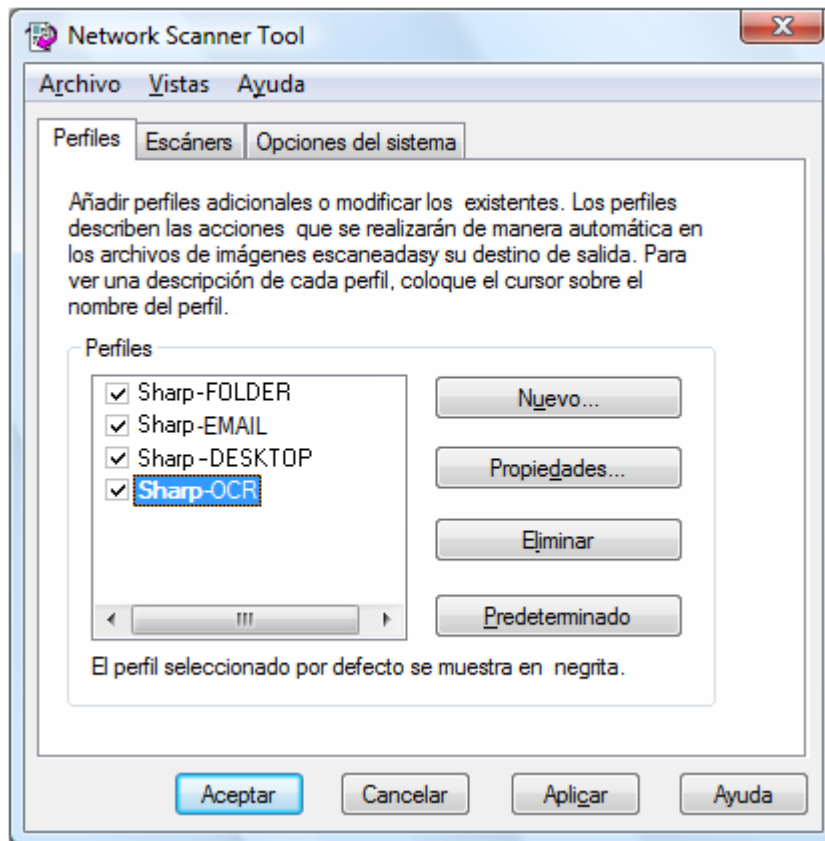 Network Scanner Tool
Archivo Vistas Ayuda
Perfiles Escáners Opciones del sistema
Añadir perfiles adicionales o modificar los existentes. Los perfiles
describen las acciones que se realizarán de manera automática en
los archivos de imágenes escaneadasy su destino de salida. Para
ver una descripción de cada perfil, coloque el cursor sobre el
nombre del perfil.
Perfiles
Sharp-FOLDER
Sharp-EMAIL
Sharp-DESKTOP
Sharp-OCR
Nuevo...
Propiedades...
Eliminar
Predeterminado
El perfil seleccionado por defecto se muestra en negrita.
Aceptar Cancelar Aplicar Ayuda